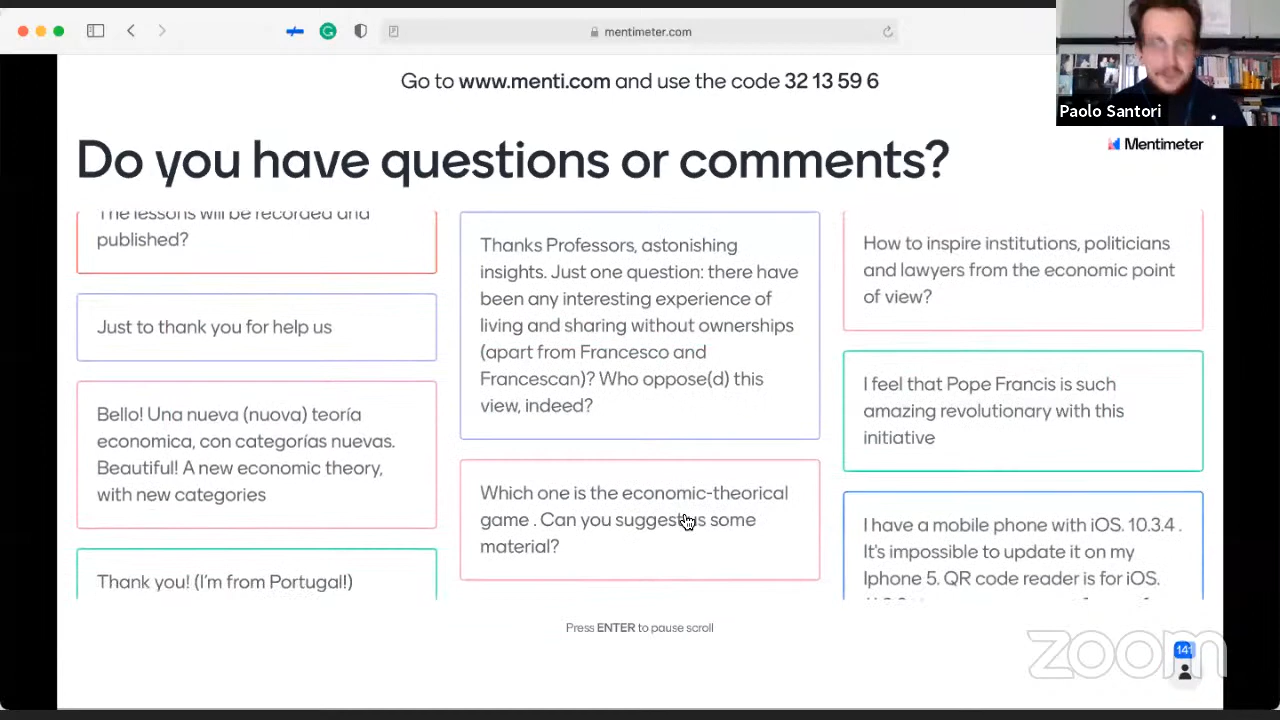 mentimeter.com
Go to www.menti.com and use the code 32 13 59 6
Paolo Santori
Mentimeter
Do you have questions or comments?
The lessons will be recorded and
published?
Just to thank you for help us
Bello! Una nueva (nuova) teoría
economica, con categorías nuevas.
Beautiful! A new economic theory,
with new categories
Thank you! (I'm from Portugal!)
Thanks Professors, astonishing
insights. Just one question: there have
been any interesting experience of
living and sharing without ownerships
(apart from Francesco and
Francescan)? Who oppose(d) this
view, indeed?
Which one is the economic-theorical
game . Can you suggest us some
material?
How to inspire institutions, politicians
and lawyers from the economic point
of view?
I feel that Pope Francis is such
amazing revolutionary with this
initiative
I have a mobile phone with iOS. 10.3.4 .
It's impossible to update it on my
Iphone 5. QR code reader is for iOS.
Press ENTER to pause scroll
zoom
141